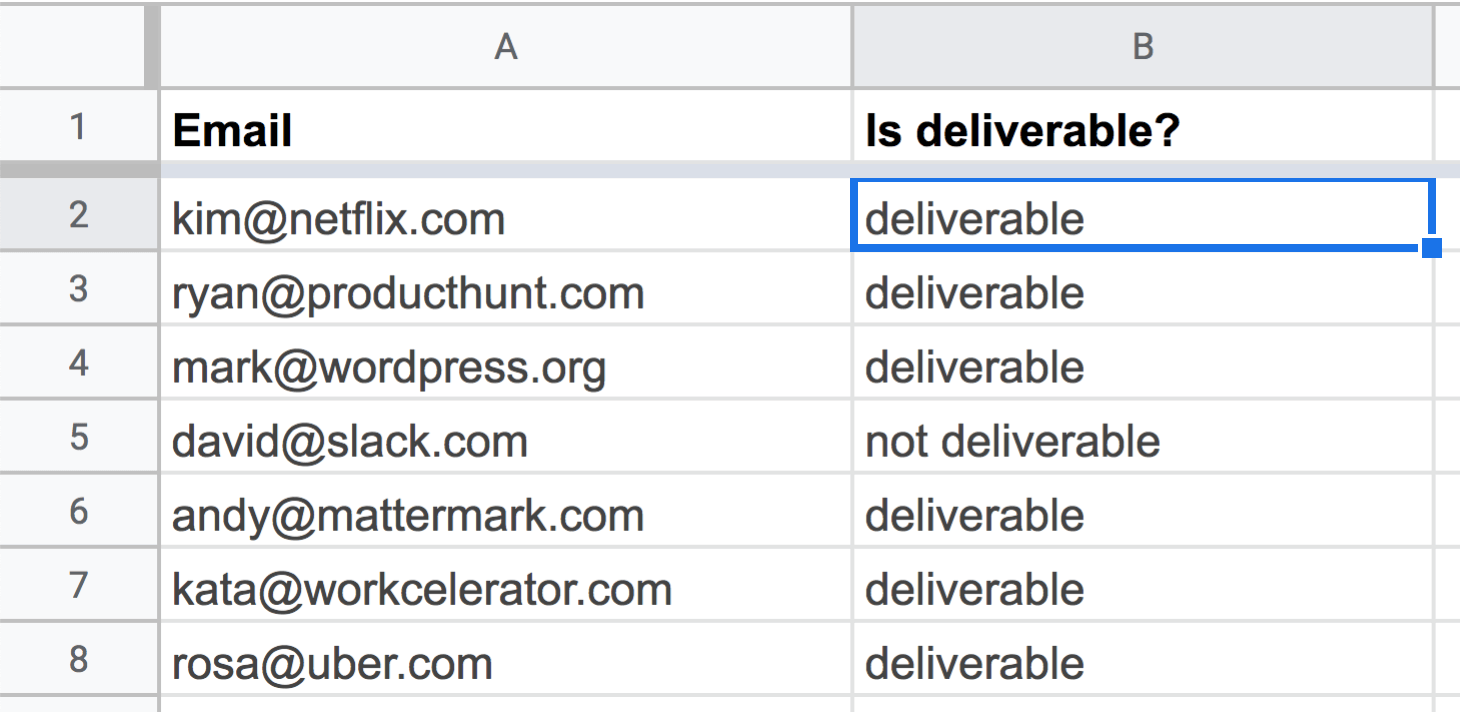 A B
1 Email Is deliverable?
2 kim@netflix.com deliverable
3 ryan@producthunt.com deliverable
4 mark@wordpress.org deliverable
5 david@slack.com not deliverable
6 andy@mattermark.com deliverable
7 kata@workcelerator.com deliverable
8 rosa@uber.com deliverable